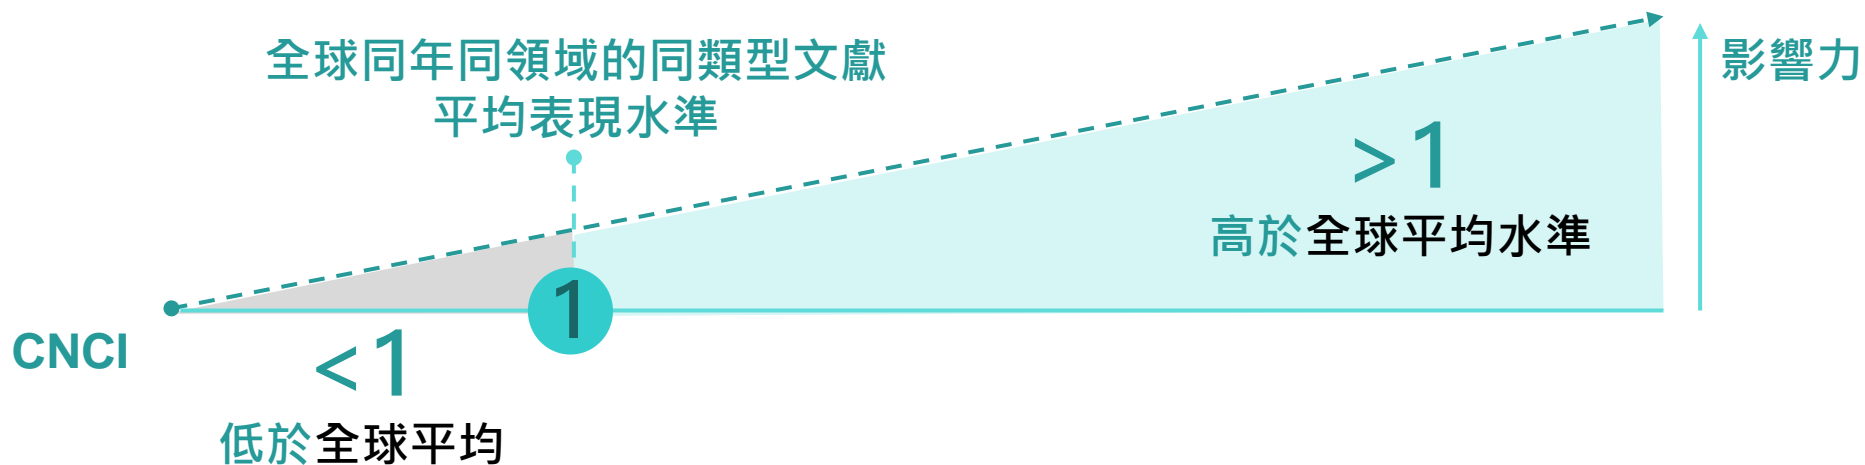 全球同年同領域的同類型文獻
平均表現水準
影響力
>1
高於全球平均水準
1
CNCI
<1
低於全球平均